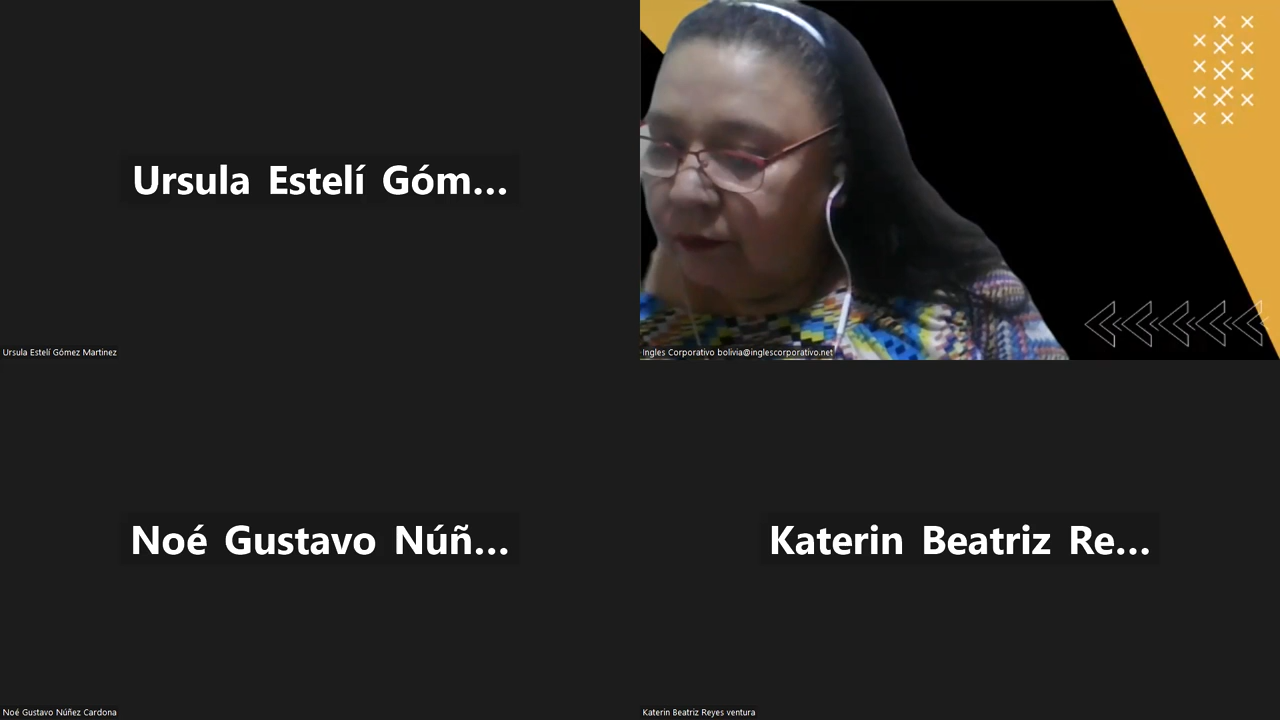 Ursula Estelí Góm...
Ursula Estelí Gómez Martinez
Ingles Corporativo bolivia@inglescorporativo.net
Noé Gustavo Núñ...
Katerin Beatriz Re...
Noé Gustavo Núñez Cardona
Katerin Beatriz Reyes ventura